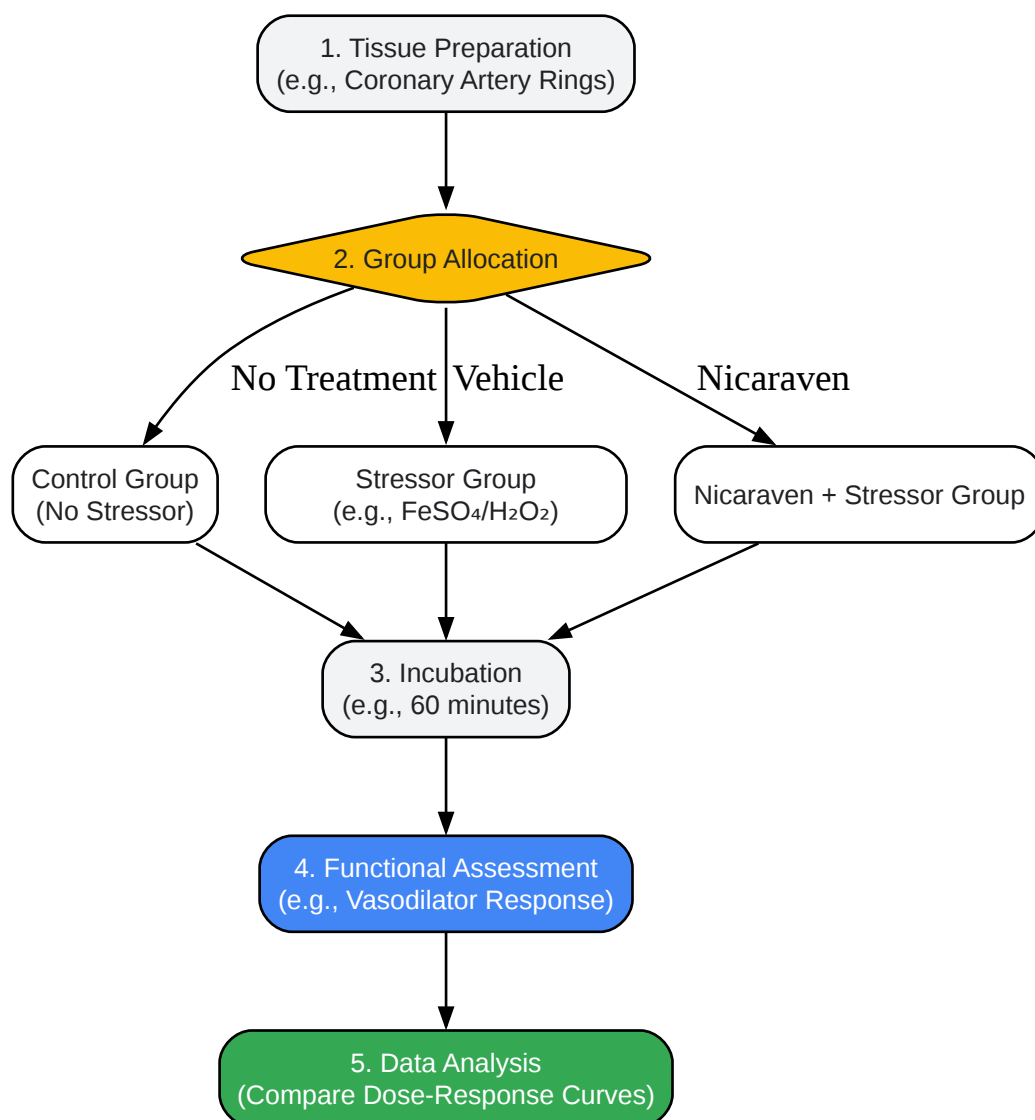 1. Tissue Preparation
(e.g., Coronary Artery Rings)
2. Group Allocation
No Treatment
Vehicle
Nicaraven
Control Group
(No Stressor)
Stressor Group
(e.g., FeSO₄/H₂O₂)
Nicaraven + Stressor Group
3. Incubation
(e.g., 60 minutes)
4. Functional Assessment
(e.g., Vasodilator Response)
5. Data Analysis
(Compare Dose-Response Curves)